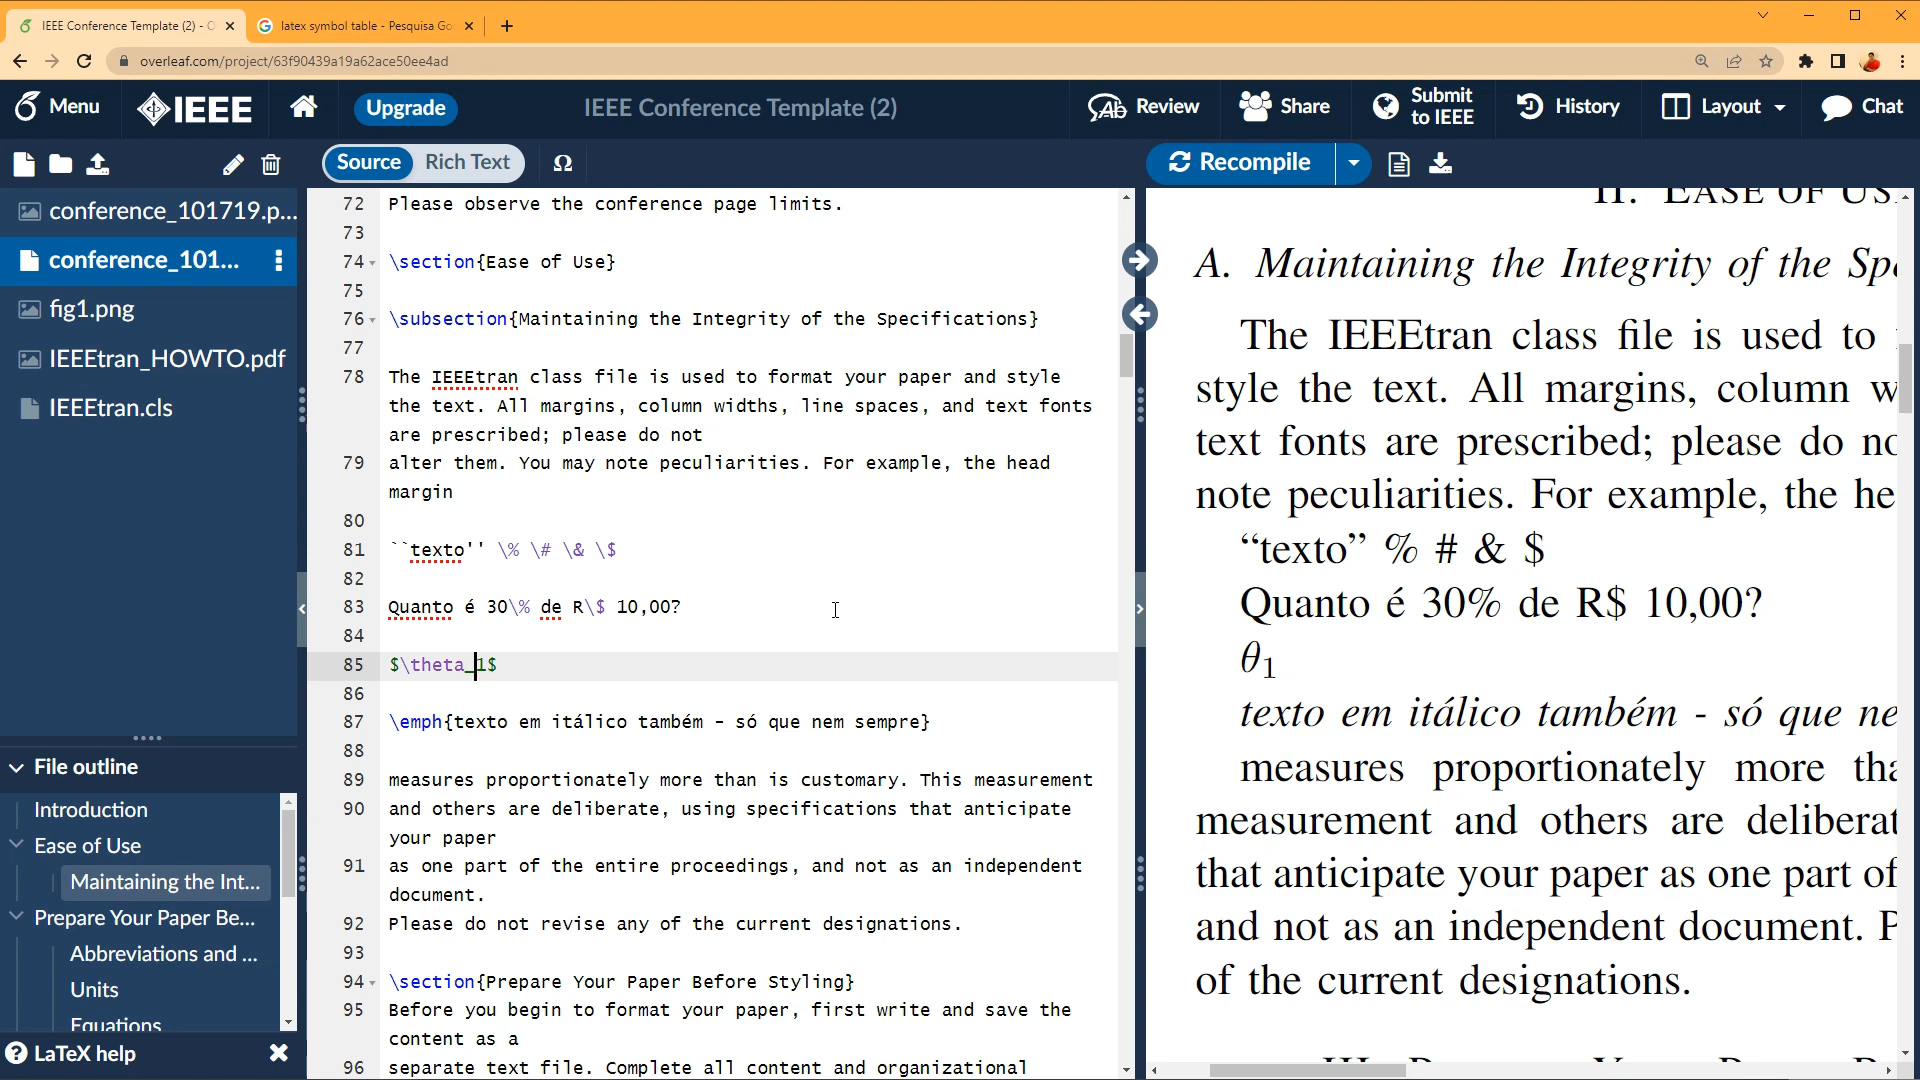 IEEE Conference Template (2) - O
latex symbol table - Pesquisa Go
overleaf.com/project/63f90439a19a62ace50ee4ad
Menu
IEEE
Upgrade
IEEE Conference Template (2)
Review
Share
Submit
to IEEE
History
Layout
Chat
Source
Rich Text
Ω
Recompile
conference_101719.p...
conference_101...
fig1.png
IEEEtran_HOWTO.pdf
IEEEtran.cls
File outline
Introduction
Ease of Use
Maintaining the Int...
Prepare Your Paper Be...
Abbreviations and ...
Units
Equations
LaTeX help
72 Please observe the conference page limits.
73
74 \section{Ease of Use}
75
76 \subsection{Maintaining the Integrity of the Specifications}
77
78 The IEEEtran class file is used to format your paper and style
the text. All margins, column widths, line spaces, and text fonts
are prescribed; please do not
79 alter them. You may note peculiarities. For example, the head
margin
80
81 ``texto'' \% \# \& \$
82
83 Quanto é 30\% de R\$ 10,00?
84
85 $\theta_1$
86
87 \emph{texto em itálico também - só que nem sempre}
88
89 measures proportionately more than is customary. This measurement
90 and others are deliberate, using specifications that anticipate
your paper
91 as one part of the entire proceedings, and not as an independent
document.
92 Please do not revise any of the current designations.
93
94 \section{Prepare Your Paper Before Styling}
95 Before you begin to format your paper, first write and save the
content as a
96 separate text file. Complete all content and organizational
II. EASE OF US
A. Maintaining the Integrity of the Spe
The IEEEtran class file is used to
style the text. All margins, column w
text fonts are prescribed; please do no
note peculiarities. For example, the he
“texto” % # & $
Quanto é 30% de R$ 10,00?
θ1
texto em itálico também - só que ne
measures proportionately more tha
measurement and others are deliberat
that anticipate your paper as one part of
and not as an independent document. P
of the current designations.